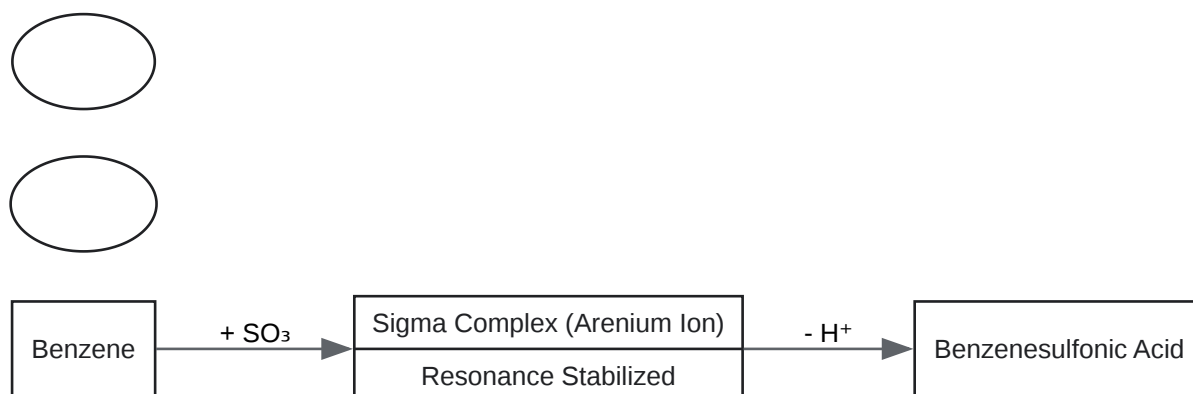 Benzene
+ SO₃
Sigma Complex (Arenium Ion)
Resonance Stabilized
- H⁺
Benzenesulfonic Acid